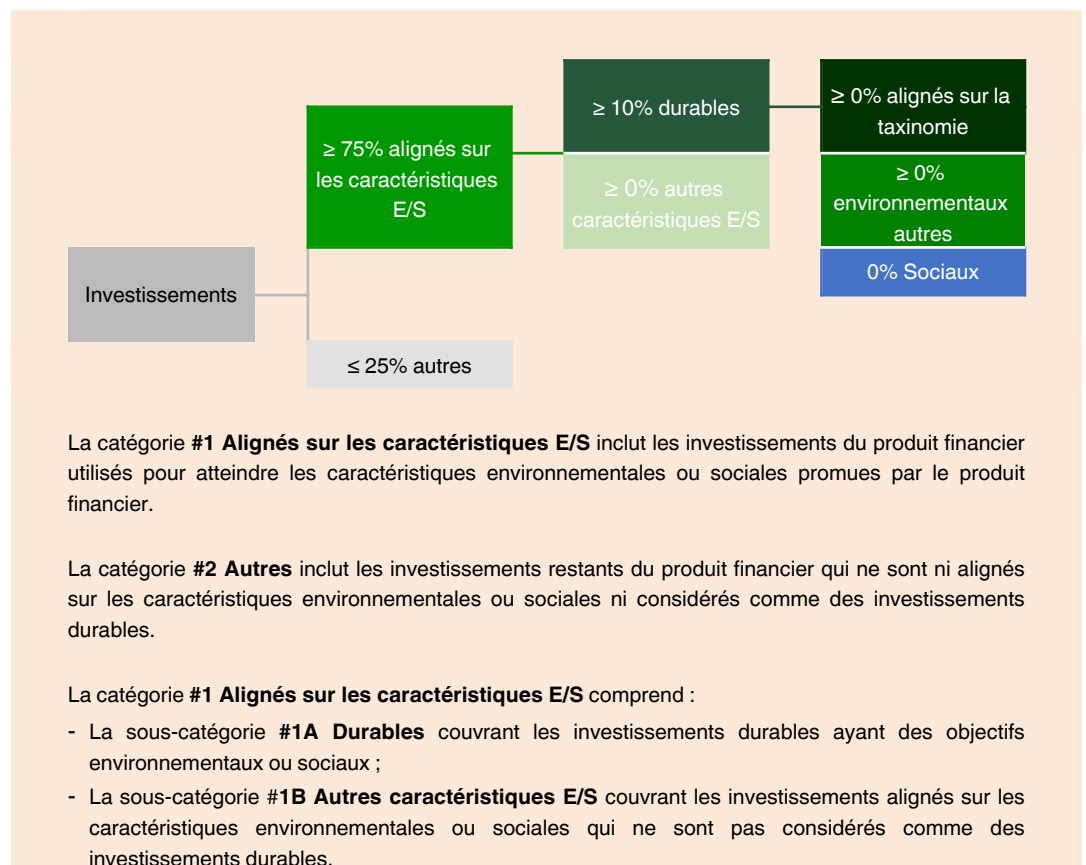 ≥ 75% alignés sur
les caractéristiques
E/S
≥ 10% durables
≥ 0% autres
caractéristiques E/S
≥ 0% alignés sur la
taxinomie
≥ 0%
environnementaux
autres
0% Sociaux
Investissements
≤ 25% autres
La catégorie #1 Alignés sur les caractéristiques E/S inclut les investissements du produit financier
utilisés pour atteindre les caractéristiques environnementales ou sociales promues par le produit
financier.
La catégorie #2 Autres inclut les investissements restants du produit financier qui ne sont ni alignés
sur les caractéristiques environnementales ou sociales ni considérés comme des investissements
durables.
La catégorie #1 Alignés sur les caractéristiques E/S comprend :
- La sous-catégorie #1A Durables couvrant les investissements durables ayant des objectifs
environnementaux ou sociaux ;
- La sous-catégorie #1B Autres caractéristiques E/S couvrant les investissements alignés sur les
caractéristiques environnementales ou sociales qui ne sont pas considérés comme des
investissements durables.